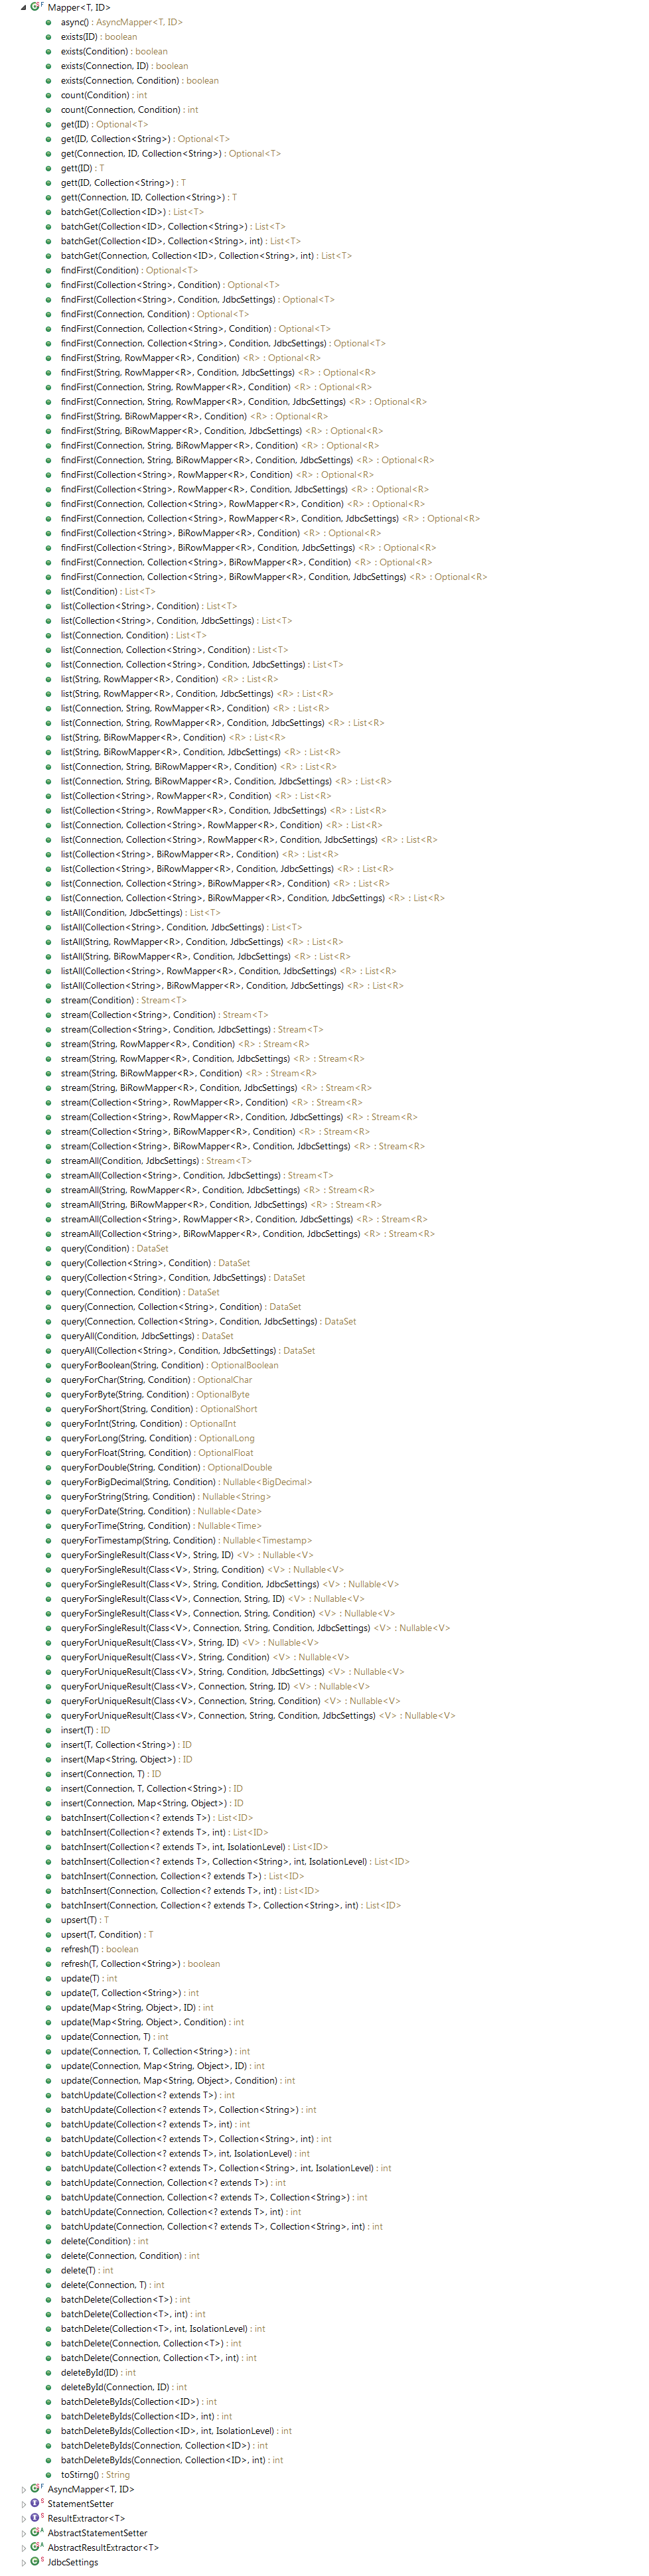 Mapper<T, ID>
async() : AsyncMapper<T, ID>
exists(ID) : boolean
exists(Condition) : boolean
exists(Connection, ID) : boolean
exists(Connection, Condition) : boolean
count(Condition) : int
count(Connection, Condition) : int
get(ID) : Optional<T>
get(ID, Collection<String>) : Optional<T>
get(Connection, ID, Collection<String>) : Optional<T>
gett(ID) : T
gett(ID, Collection<String>) : T
gett(Connection, ID, Collection<String>) : T
batchGet(Collection<ID>) : List<T>
batchGet(Collection<ID>, Collection<String>) : List<T>
batchGet(Collection<ID>, Collection<String>, int) : List<T>
batchGet(Connection, Collection<ID>, Collection<String>, int) : List<T>
findFirst(Condition) : Optional<T>
findFirst(Collection<String>, Condition) : Optional<T>
findFirst(Collection<String>, Condition, JdbcSettings) : Optional<T>
findFirst(Connection, Condition) : Optional<T>
findFirst(Connection, Collection<String>, Condition) : Optional<T>
findFirst(Connection, Collection<String>, Condition, JdbcSettings) : Optional<T>
findFirst(String, RowMapper<R>, Condition) <R> : Optional<R>
findFirst(String, RowMapper<R>, Condition, JdbcSettings) <R> : Optional<R>
findFirst(Connection, String, RowMapper<R>, Condition) <R> : Optional<R>
findFirst(Connection, String, RowMapper<R>, Condition, JdbcSettings) <R> : Optional<R>
findFirst(String, BiRowMapper<R>, Condition) <R> : Optional<R>
findFirst(String, BiRowMapper<R>, Condition, JdbcSettings) <R> : Optional<R>
findFirst(Connection, String, BiRowMapper<R>, Condition) <R> : Optional<R>
findFirst(Connection, String, BiRowMapper<R>, Condition, JdbcSettings) <R> : Optional<R>
findFirst(Collection<String>, RowMapper<R>, Condition) <R> : Optional<R>
findFirst(Collection<String>, RowMapper<R>, Condition, JdbcSettings) <R> : Optional<R>
findFirst(Connection, Collection<String>, RowMapper<R>, Condition) <R> : Optional<R>
findFirst(Connection, Collection<String>, RowMapper<R>, Condition, JdbcSettings) <R> : Optional<R>
findFirst(Collection<String>, BiRowMapper<R>, Condition) <R> : Optional<R>
findFirst(Collection<String>, BiRowMapper<R>, Condition, JdbcSettings) <R> : Optional<R>
findFirst(Connection, Collection<String>, BiRowMapper<R>, Condition) <R> : Optional<R>
findFirst(Connection, Collection<String>, BiRowMapper<R>, Condition, JdbcSettings) <R> : Optional<R>
list(Condition) : List<T>
list(Collection<String>, Condition) : List<T>
list(Collection<String>, Condition, JdbcSettings) : List<T>
list(Connection, Condition) : List<T>
list(Connection, Collection<String>, Condition) : List<T>
list(Connection, Collection<String>, Condition, JdbcSettings) : List<T>
list(String, RowMapper<R>, Condition) <R> : List<R>
list(String, RowMapper<R>, Condition, JdbcSettings) <R> : List<R>
list(Connection, String, RowMapper<R>, Condition) <R> : List<R>
list(Connection, String, RowMapper<R>, Condition, JdbcSettings) <R> : List<R>
list(String, BiRowMapper<R>, Condition) <R> : List<R>
list(String, BiRowMapper<R>, Condition, JdbcSettings) <R> : List<R>
list(Connection, String, BiRowMapper<R>, Condition) <R> : List<R>
list(Connection, String, BiRowMapper<R>, Condition, JdbcSettings) <R> : List<R>
list(Collection<String>, RowMapper<R>, Condition) <R> : List<R>
list(Collection<String>, RowMapper<R>, Condition, JdbcSettings) <R> : List<R>
list(Connection, Collection<String>, RowMapper<R>, Condition) <R> : List<R>
list(Connection, Collection<String>, RowMapper<R>, Condition, JdbcSettings) <R> : List<R>
list(Collection<String>, BiRowMapper<R>, Condition) <R> : List<R>
list(Collection<String>, BiRowMapper<R>, Condition, JdbcSettings) <R> : List<R>
list(Connection, Collection<String>, BiRowMapper<R>, Condition) <R> : List<R>
list(Connection, Collection<String>, BiRowMapper<R>, Condition, JdbcSettings) <R> : List<R>
listAll(Condition, JdbcSettings) : List<T>
listAll(Collection<String>, Condition, JdbcSettings) : List<T>
listAll(String, RowMapper<R>, Condition, JdbcSettings) <R> : List<R>
listAll(String, BiRowMapper<R>, Condition, JdbcSettings) <R> : List<R>
listAll(Collection<String>, RowMapper<R>, Condition, JdbcSettings) <R> : List<R>
listAll(Collection<String>, BiRowMapper<R>, Condition, JdbcSettings) <R> : List<R>
stream(Condition) : Stream<T>
stream(Collection<String>, Condition) : Stream<T>
stream(Collection<String>, Condition, JdbcSettings) : Stream<T>
stream(String, RowMapper<R>, Condition) <R> : Stream<R>
stream(String, RowMapper<R>, Condition, JdbcSettings) <R> : Stream<R>
stream(String, BiRowMapper<R>, Condition) <R> : Stream<R>
stream(String, BiRowMapper<R>, Condition, JdbcSettings) <R> : Stream<R>
stream(Collection<String>, RowMapper<R>, Condition) <R> : Stream<R>
stream(Collection<String>, RowMapper<R>, Condition, JdbcSettings) <R> : Stream<R>
stream(Collection<String>, BiRowMapper<R>, Condition) <R> : Stream<R>
stream(Collection<String>, BiRowMapper<R>, Condition, JdbcSettings) <R> : Stream<R>
streamAll(Condition, JdbcSettings) : Stream<T>
streamAll(Collection<String>, Condition, JdbcSettings) : Stream<T>
streamAll(String, RowMapper<R>, Condition, JdbcSettings) <R> : Stream<R>
streamAll(String, BiRowMapper<R>, Condition, JdbcSettings) <R> : Stream<R>
streamAll(Collection<String>, RowMapper<R>, Condition, JdbcSettings) <R> : Stream<R>
streamAll(Collection<String>, BiRowMapper<R>, Condition, JdbcSettings) <R> : Stream<R>
query(Condition) : DataSet
query(Collection<String>, Condition) : DataSet
query(Collection<String>, Condition, JdbcSettings) : DataSet
query(Connection, Condition) : DataSet
query(Connection, Collection<String>, Condition) : DataSet
query(Connection, Collection<String>, Condition, JdbcSettings) : DataSet
queryAll(Condition, JdbcSettings) : DataSet
queryAll(Collection<String>, Condition, JdbcSettings) : DataSet
queryForBoolean(String, Condition) : OptionalBoolean
queryForChar(String, Condition) : OptionalChar
queryForByte(String, Condition) : OptionalByte
queryForShort(String, Condition) : OptionalShort
queryForInt(String, Condition) : OptionalInt
queryForLong(String, Condition) : OptionalLong
queryForFloat(String, Condition) : OptionalFloat
queryForDouble(String, Condition) : OptionalDouble
queryForBigDecimal(String, Condition) : Nullable<BigDecimal>
queryForString(String, Condition) : Nullable<String>
queryForDate(String, Condition) : Nullable<Date>
queryForTime(String, Condition) : Nullable<Time>
queryForTimestamp(String, Condition) : Nullable<Timestamp>
queryForSingleResult(Class<V>, String, ID) <V> : Nullable<V>
queryForSingleResult(Class<V>, String, Condition) <V> : Nullable<V>
queryForSingleResult(Class<V>, String, Condition, JdbcSettings) <V> : Nullable<V>
queryForSingleResult(Class<V>, Connection, String, ID) <V> : Nullable<V>
queryForSingleResult(Class<V>, Connection, String, Condition) <V> : Nullable<V>
queryForSingleResult(Class<V>, Connection, String, Condition, JdbcSettings) <V> : Nullable<V>
queryForUniqueResult(Class<V>, String, ID) <V> : Nullable<V>
queryForUniqueResult(Class<V>, String, Condition) <V> : Nullable<V>
queryForUniqueResult(Class<V>, String, Condition, JdbcSettings) <V> : Nullable<V>
queryForUniqueResult(Class<V>, Connection, String, ID) <V> : Nullable<V>
queryForUniqueResult(Class<V>, Connection, String, Condition) <V> : Nullable<V>
queryForUniqueResult(Class<V>, Connection, String, Condition, JdbcSettings) <V> : Nullable<V>
insert(T) : ID
insert(T, Collection<String>) : ID
insert(Map<String, Object>) : ID
insert(Connection, T) : ID
insert(Connection, T, Collection<String>) : ID
insert(Connection, Map<String, Object>) : ID
batchInsert(Collection<? extends T>) : List<ID>
batchInsert(Collection<? extends T>, int) : List<ID>
batchInsert(Collection<? extends T>, int, IsolationLevel) : List<ID>
batchInsert(Collection<? extends T>, Collection<String>, int, IsolationLevel) : List<ID>
batchInsert(Connection, Collection<? extends T>) : List<ID>
batchInsert(Connection, Collection<? extends T>, int) : List<ID>
batchInsert(Connection, Collection<? extends T>, Collection<String>, int) : List<ID>
upsert(T) : T
upsert(T, Condition) : T
refresh(T) : boolean
refresh(T, Collection<String>) : boolean
update(T) : int
update(T, Collection<String>) : int
update(Map<String, Object>, ID) : int
update(Map<String, Object>, Condition) : int
update(Connection, T) : int
update(Connection, T, Collection<String>) : int
update(Connection, Map<String, Object>, ID) : int
update(Connection, Map<String, Object>, Condition) : int
batchUpdate(Collection<? extends T>) : int
batchUpdate(Collection<? extends T>, Collection<String>) : int
batchUpdate(Collection<? extends T>, int) : int
batchUpdate(Collection<? extends T>, Collection<String>, int) : int
batchUpdate(Collection<? extends T>, int, IsolationLevel) : int
batchUpdate(Collection<? extends T>, Collection<String>, int, IsolationLevel) : int
batchUpdate(Connection, Collection<? extends T>) : int
batchUpdate(Connection, Collection<? extends T>, Collection<String>) : int
batchUpdate(Connection, Collection<? extends T>, int) : int
batchUpdate(Connection, Collection<? extends T>, Collection<String>, int) : int
delete(Condition) : int
delete(Connection, Condition) : int
delete(T) : int
delete(Connection, T) : int
batchDelete(Collection<T>) : int
batchDelete(Collection<T>, int) : int
batchDelete(Collection<T>, int, IsolationLevel) : int
batchDelete(Connection, Collection<T>) : int
batchDelete(Connection, Collection<T>, int) : int
deleteById(ID) : int
deleteById(Connection, ID) : int
batchDeleteByIds(Collection<ID>) : int
batchDeleteByIds(Collection<ID>, int) : int
batchDeleteByIds(Collection<ID>, int, IsolationLevel) : int
batchDeleteByIds(Connection, Collection<ID>) : int
batchDeleteByIds(Connection, Collection<ID>, int) : int
toStirng() : String
AsyncMapper<T, ID>
StatementSetter
ResultExtractor<T>
AbstractStatementSetter
AbstractResultExtractor<T>
JdbcSettings